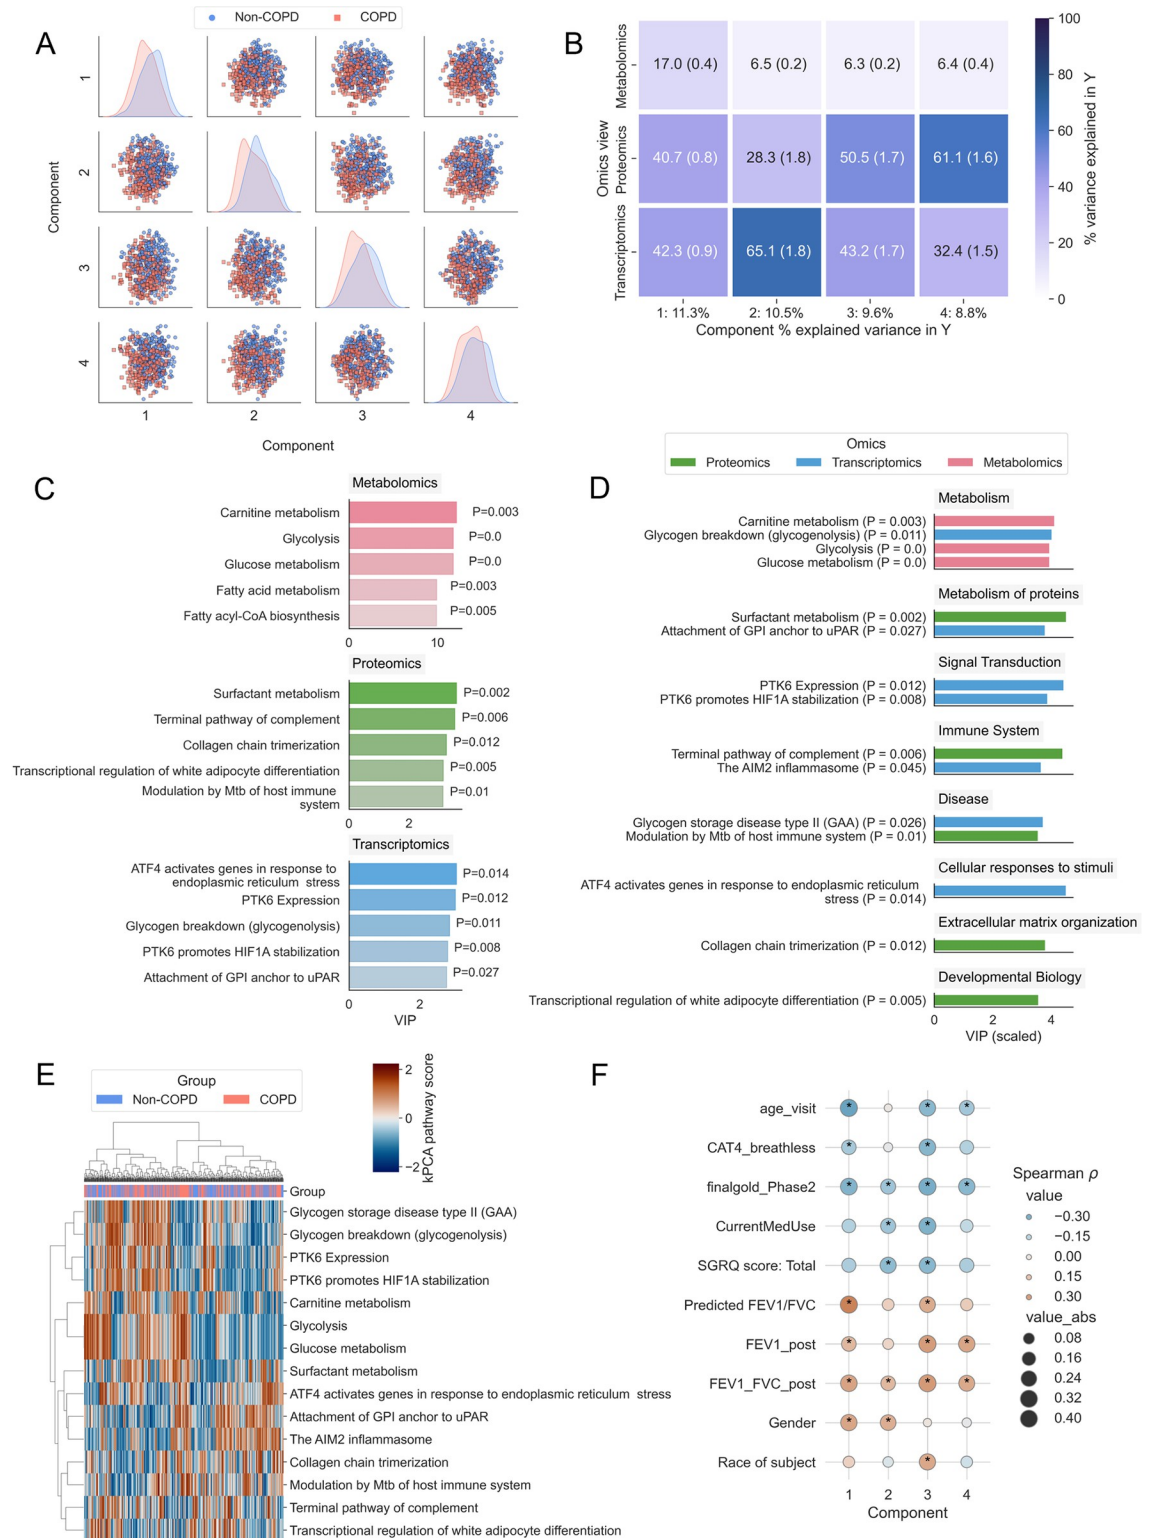 A
Non-COPD
COPD
1
2
3
4
Component
1 2 3 4
Component
B
Omics view
Metabolomics
Proteomics
Transcriptomics
17.0 (0.4) 6.5 (0.2) 6.3 (0.2) 6.4 (0.4)
40.7 (0.8) 28.3 (1.8) 50.5 (1.7) 61.1 (1.6)
42.3 (0.9) 65.1 (1.8) 43.2 (1.7) 32.4 (1.5)
1: 11.3% 2: 10.5% 3: 9.6% 4: 8.8%
Component % explained variance in Y
100
80
60
40
20
0
% variance explained in Y
C
Metabolomics
Carnitine metabolism P=0.003
Glycolysis P=0.0
Glucose metabolism P=0.0
Fatty acid metabolism P=0.003
Fatty acyl-CoA biosynthesis P=0.005
0 10
Proteomics
Surfactant metabolism P=0.002
Terminal pathway of complement P=0.006
Collagen chain trimerization P=0.012
Transcriptional regulation of white adipocyte differentiation P=0.005
Modulation by Mtb of host immune P=0.01
system
0 2
Transcriptomics
ATF4 activates genes in response to P=0.014
endoplasmic reticulum stress
PTK6 Expression P=0.012
Glycogen breakdown (glycogenolysis) P=0.011
PTK6 promotes HIF1A stabilization P=0.008
Attachment of GPI anchor to uPAR P=0.027
0 2
VIP
D
Omics
Proteomics Transcriptomics Metabolomics
Metabolism
Carnitine metabolism (P = 0.003)
Glycogen breakdown (glycogenolysis) (P = 0.011)
Glycolysis (P = 0.0)
Glucose metabolism (P = 0.0)
Metabolism of proteins
Surfactant metabolism (P = 0.002)
Attachment of GPI anchor to uPAR (P = 0.027)
Signal Transduction
PTK6 Expression (P = 0.012)
PTK6 promotes HIF1A stabilization (P = 0.008)
Immune System
Terminal pathway of complement (P = 0.006)
The AIM2 inflammasome (P = 0.045)
Disease
Glycogen storage disease type II (GAA) (P = 0.026)
Modulation by Mtb of host immune system (P = 0.01)
Cellular responses to stimuli
ATF4 activates genes in response to endoplasmic reticulum
stress (P = 0.014)
Extracellular matrix organization
Collagen chain trimerization (P = 0.012)
Developmental Biology
Transcriptional regulation of white adipocyte differentiation (P = 0.005)
0 2 4
VIP (scaled)
E
Group
Non-COPD COPD
2
0
−2
kPCA pathway score
Group
Glycogen storage disease type II (GAA)
Glycogen breakdown (glycogenolysis)
PTK6 Expression
PTK6 promotes HIF1A stabilization
Carnitine metabolism
Glycolysis
Glucose metabolism
Surfactant metabolism
ATF4 activates genes in response to endoplasmic reticulum stress
Attachment of GPI anchor to uPAR
The AIM2 inflammasome
Collagen chain trimerization
Modulation by Mtb of host immune system
Terminal pathway of complement
Transcriptional regulation of white adipocyte differentiation
F
age_visit * * *
CAT4_breathless * *
finalgold_Phase2 * * * *
CurrentMedUse * *
SGRQ score: Total * *
Predicted FEV1/FVC * *
FEV1_post * * *
FEV1_FVC_post * * * *
Gender * *
Race of subject *
1 2 3 4
Component
Spearman ρ
value
−0.30
−0.15
0.00
0.15
0.30
value_abs
0.08
0.16
0.24
0.32
0.40